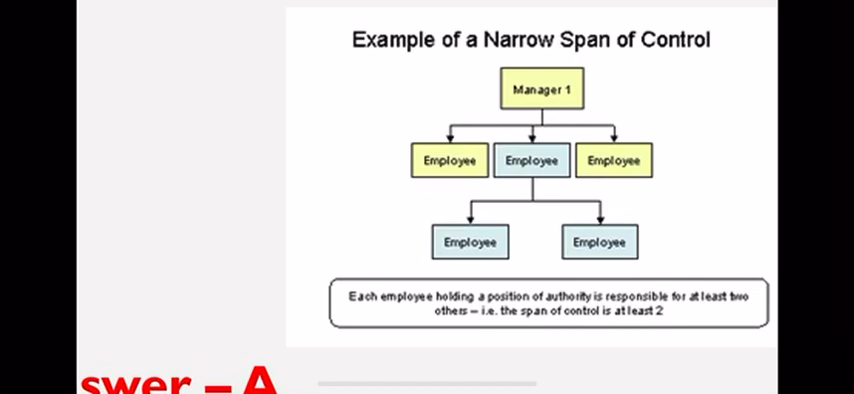 Example of a Narrow Span of Control
Manager 1
Employee Employee Employee
Employee Employee
Each employee holding a position of authority is responsible for at least two
others – i.e. the span of control is at least 2
swer – A